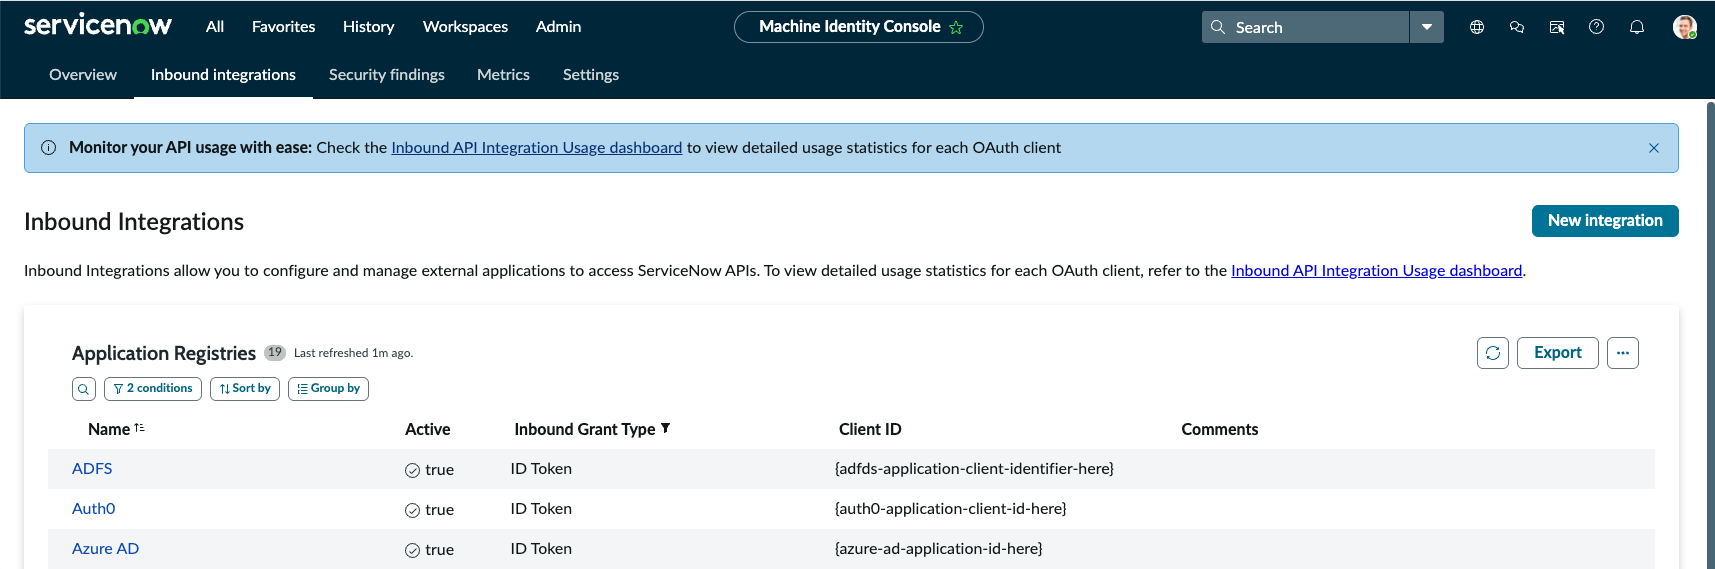 servicenow All Favorites History Workspaces Admin Machine Identity Console Search
Overview Inbound integrations Security findings Metrics Settings
Monitor your API usage with ease: Check the Inbound API Integration Usage dashboard to view detailed usage statistics for each OAuth client
Inbound Integrations New integration
Inbound Integrations allow you to configure and manage external applications to access ServiceNow APIs. To view detailed usage statistics for each OAuth client, refer to the Inbound API Integration Usage dashboard.
Application Registries 19 Last refreshed 1m ago. Export
2 conditions Sort by Group by
Name Active Inbound Grant Type Client ID Comments
ADFS true ID Token {adfds-application-client-identifier-here}
Auth0 true ID Token {auth0-application-client-id-here}
Azure AD true ID Token {azure-ad-application-id-here}